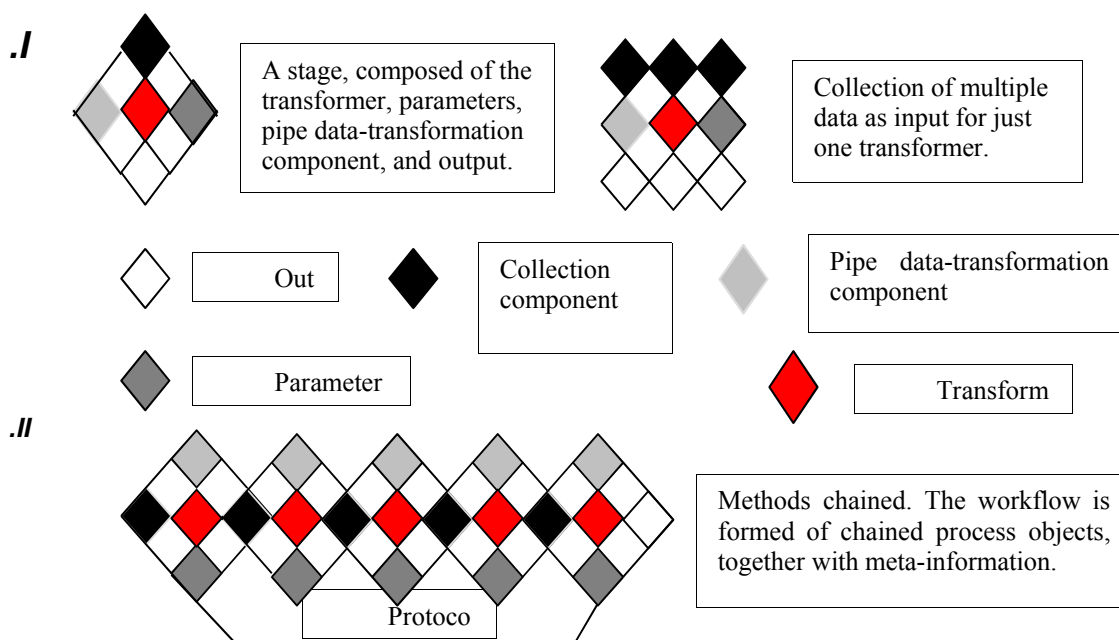 .I
A stage, composed of the
transformer, parameters,
pipe data-transformation
component, and output.
Collection of multiple
data as input for just
one transformer.
Out
Collection
component
Pipe data-transformation
component
Parameter
Transform
.II
Methods chained. The workflow is
formed of chained process objects,
together with meta-information.
Protoco